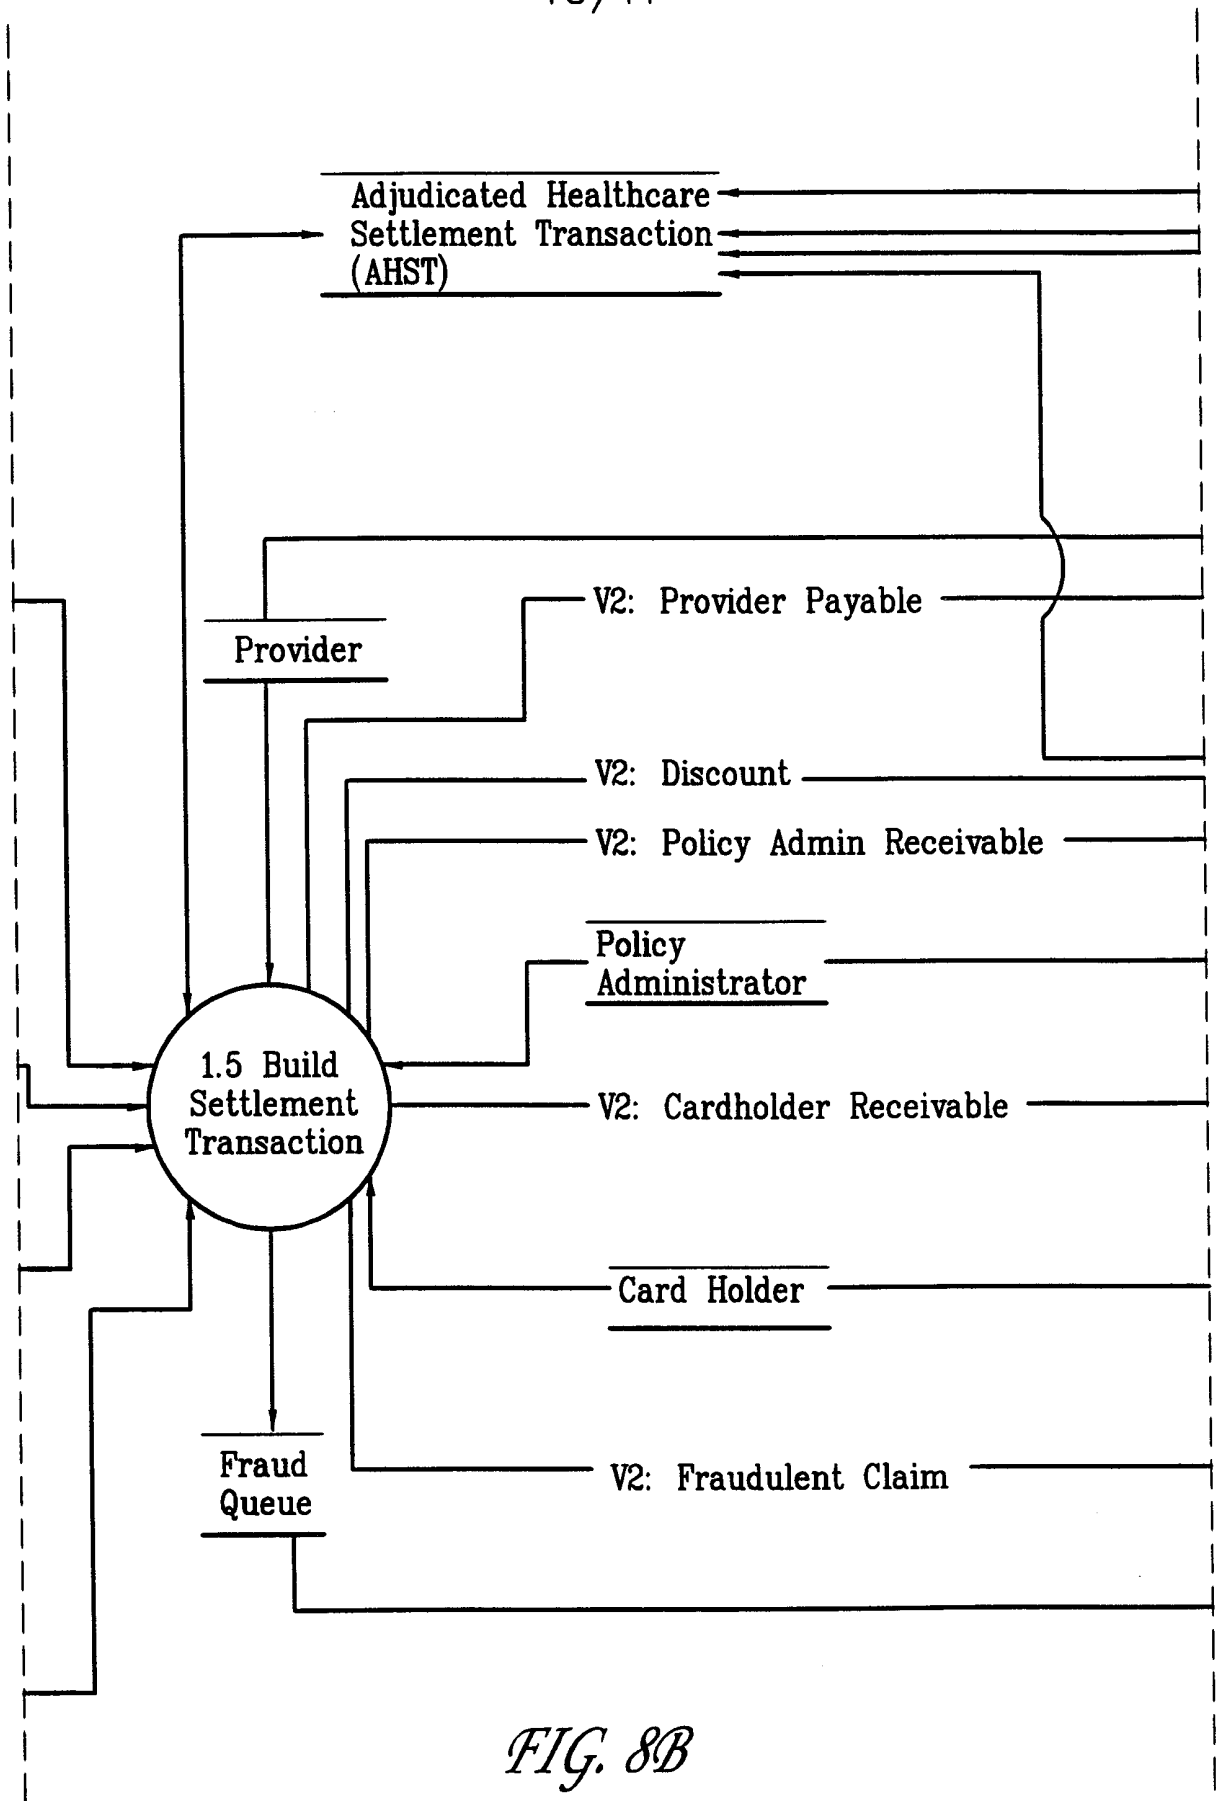 Adjudicated Healthcare
Settlement Transaction
(AHST)
V2: Provider Payable
Provider
V2: Discount
V2: Policy Admin Receivable
Policy
Administrator
1.5 Build
Settlement
Transaction
V2: Cardholder Receivable
Card Holder
Fraud
Queue
V2: Fraudulent Claim
FIG. 8B